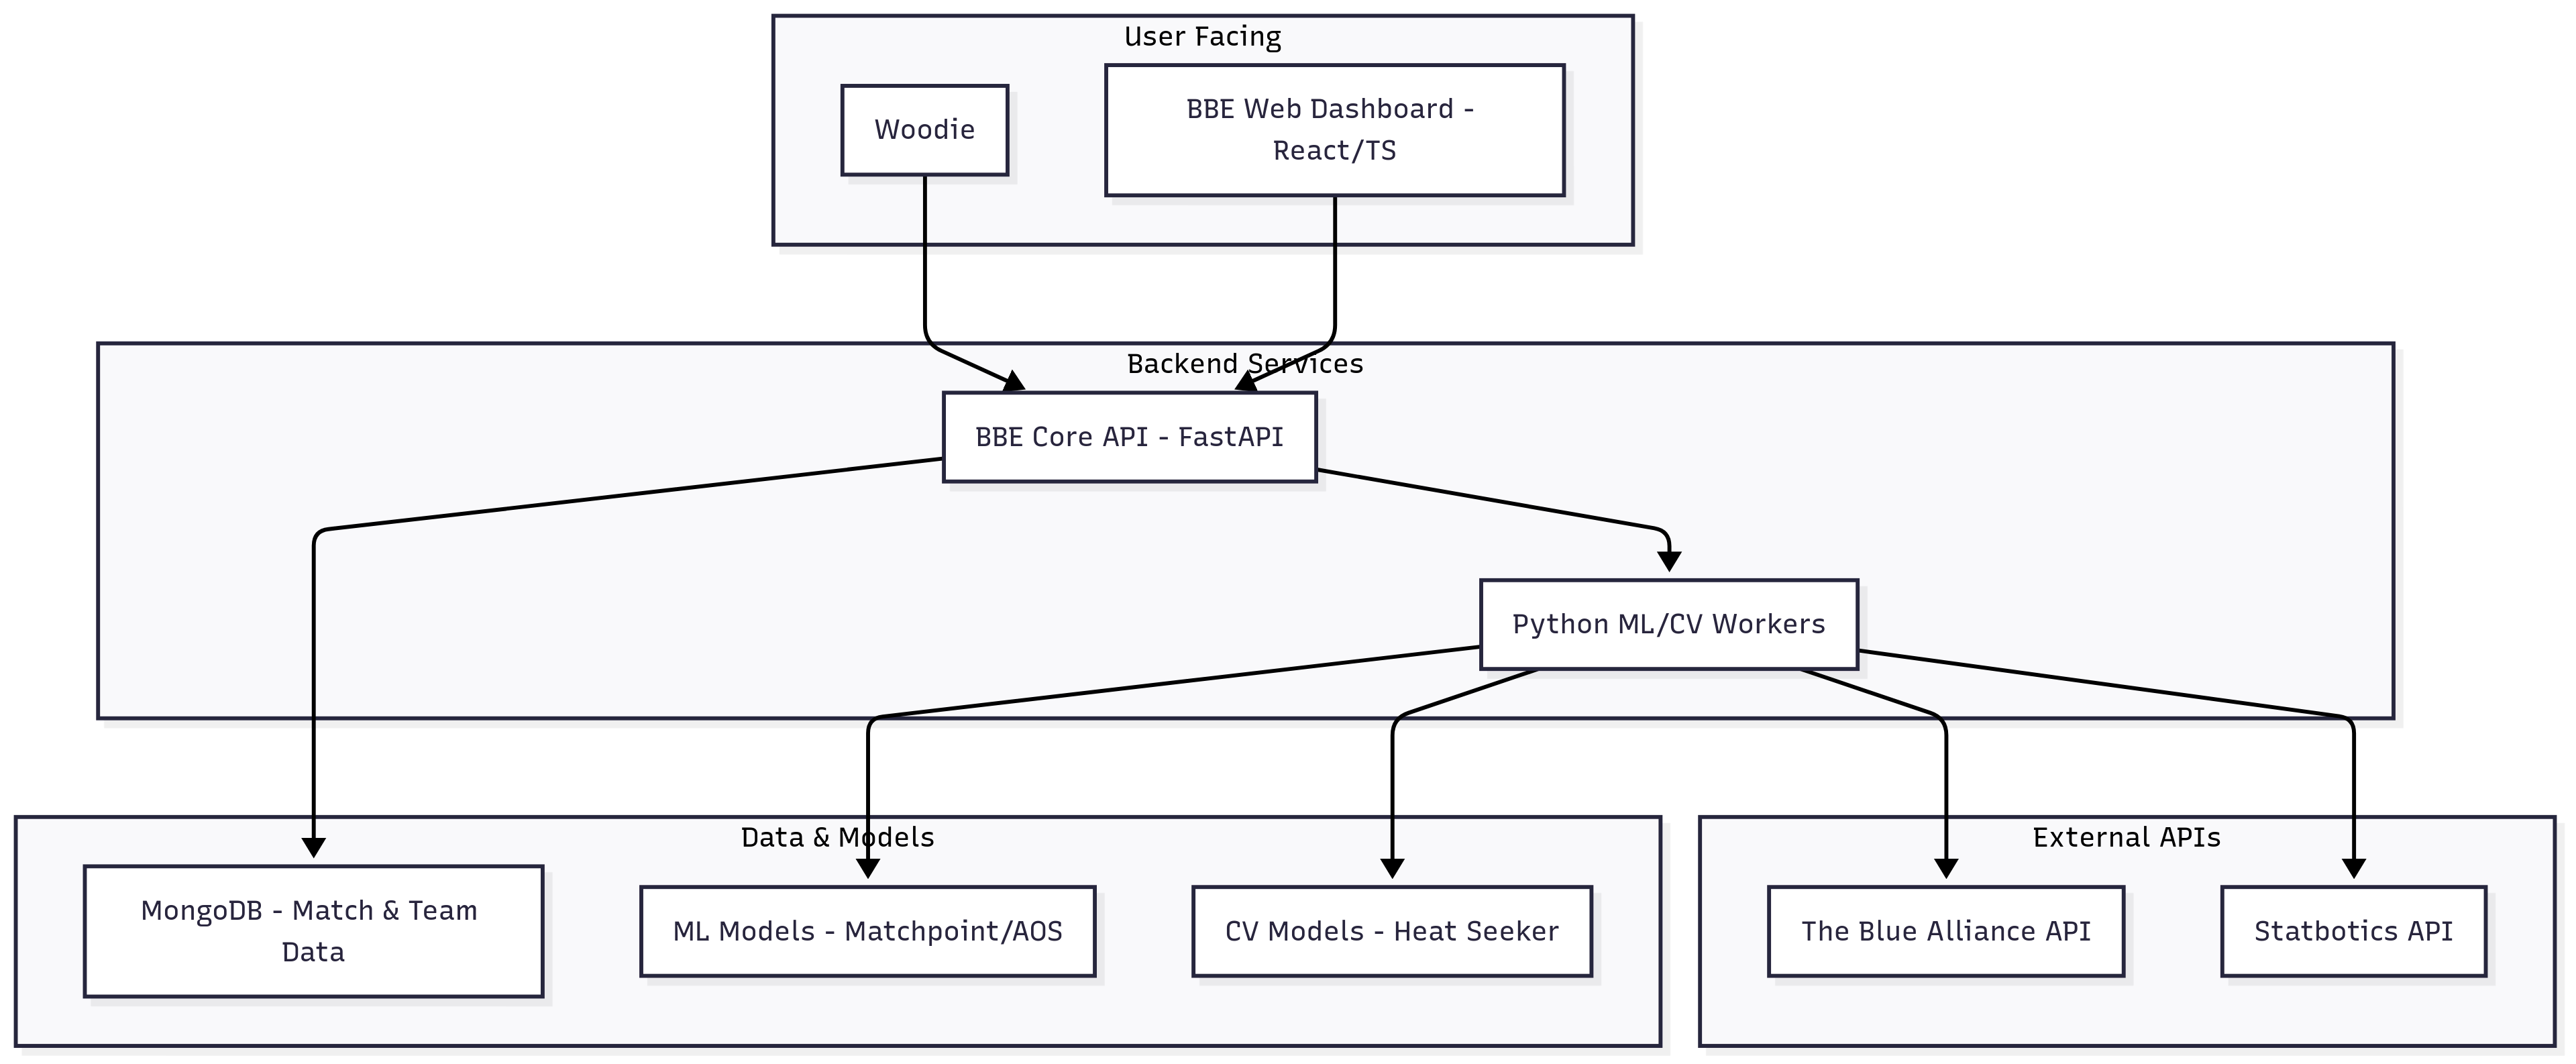 User Facing
Woodie
BBE Web Dashboard -
React/TS
Backend Services
BBE Core API - FastAPI
Python ML/CV Workers
Data & Models
MongoDB - Match & Team
Data
ML Models - Matchpoint/AOS
CV Models - Heat Seeker
External APIs
The Blue Alliance API
Statbotics API